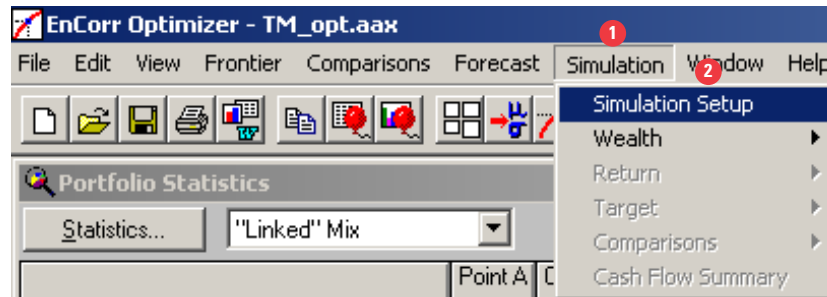 EnCorr Optimizer - TM_opt.aax
1
File Edit View Frontier Comparisons Forecast Simulation Window Help
2
Simulation Setup
Wealth
Return
Target
Comparisons
Cash Flow Summary
Portfolio Statistics
Statistics... "Linked" Mix
Point A